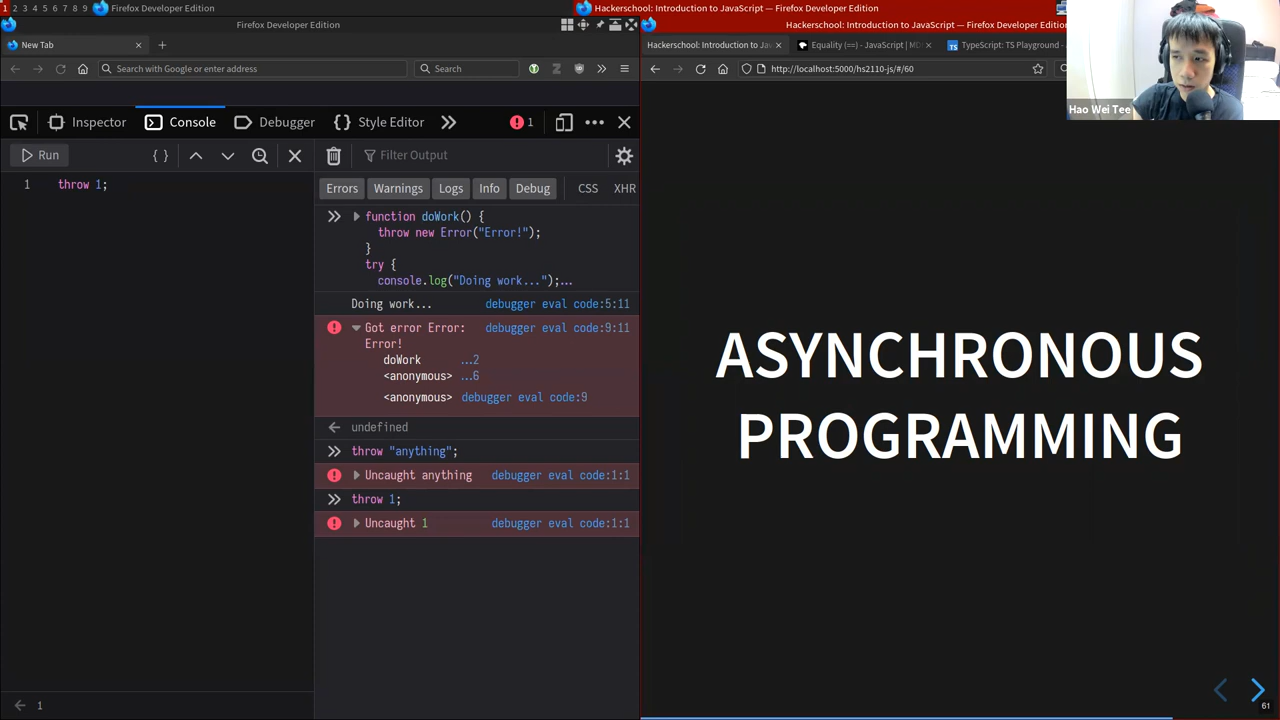 1 2 3 4 5 6 7 8 9 Firefox Developer Edition
Hackerschool: Introduction to JavaScript — Firefox Developer Edition
Firefox Developer Edition
Hackerschool: Introduction to JavaScript — Firefox Developer Edition
New Tab
Hackerschool: Introduction to Jav
Equality (==) - JavaScript | MD
TypeScript: TS Playground -
Search with Google or enter address
Search
http://localhost:5000/hs2110-js/#/60
Hao Wei Tee
Inspector
Console
Debugger
Style
1
Run
Filter Output
Errors Warnings Logs Info Debug CSS XHR
1 throw 1;
function doWork() {
throw new Error("Error!");
}
try {
console.log("Doing work...");...
Doing work... debugger eval code:5:11
Got error Error: debugger eval code:9:11
Error!
doWork ...2
<anonymous> ...6
<anonymous> debugger eval code:9
undefined
throw "anything";
Uncaught anything debugger eval code:1:1
throw 1;
Uncaught 1 debugger eval code:1:1
ASYNCHRONOUS
PROGRAMMING
1
61